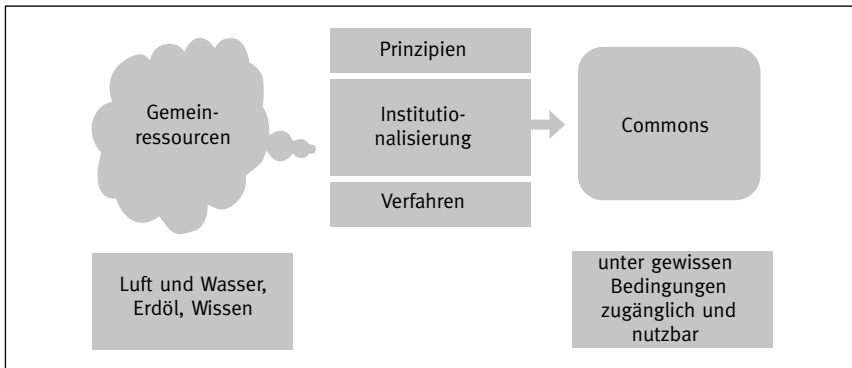 Gemein-
ressourcen
Prinzipien
Institutio-
nalisierung
Verfahren
Commons
Luft und Wasser,
Erdöl, Wissen
unter gewissen
Bedingungen
zugänglich und
nutzbar